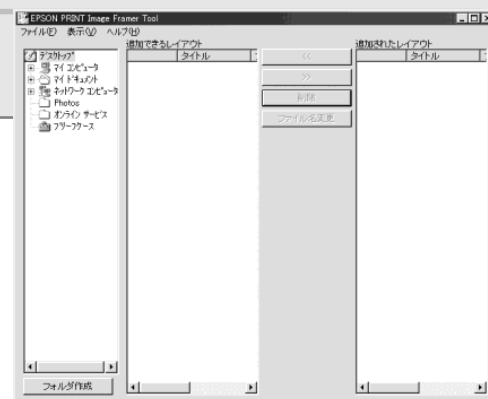 EPSON PRINT Image Framer Tool
ファイル(F) 表示(V) ヘルプ(H)
追加できるレイアウト
追加されたレイアウト
デスクトップ
タイトル
<<
タイトル
マイ コンピュータ
マイ ドキュメント
>>
ネットワーク コンピュータ
Photos
削除
オンライン サービス
ファイル名変更
ブリーフケース
フォルダ作成